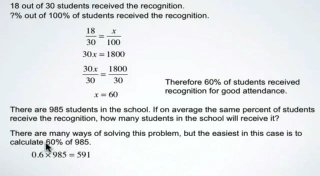 18 out of 30 students received the recognition.
?% out of 100% of students received the recognition.
18/30 = x/100
30x = 1800
30x/30 = 1800/30
x = 60
Therefore 60% of students received
recognition for good attendance.
There are 985 students in the school. If on average the same percent of students
receive the recognition, how many students in the school will receive it?
There are many ways of solving this problem, but the easiest in this case is to
calculate 60% of 985.
0.6 × 985 = 591